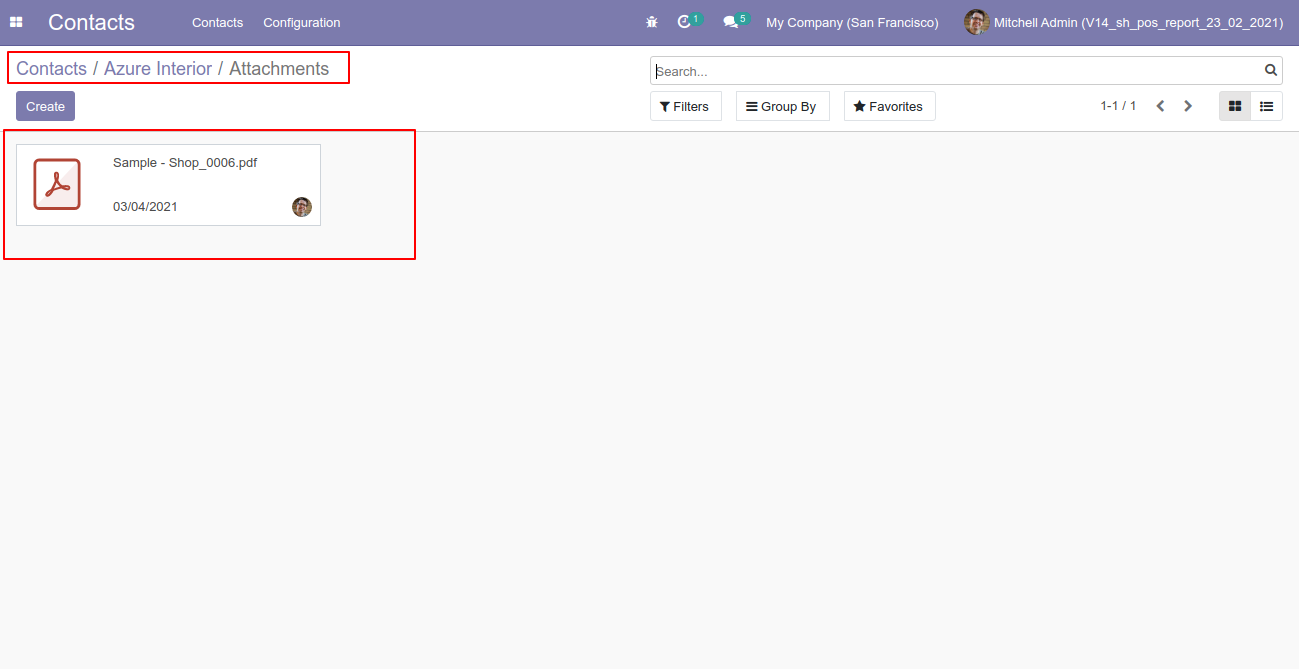 Contacts Contacts Configuration 1 5 My Company (San Francisco) Mitchell Admin (V14_sh_pos_report_23_02_2021)
Contacts / Azure Interior / Attachments
Search...
Create
Filters Group By Favorites 1-1 / 1
Sample - Shop_0006.pdf
03/04/2021